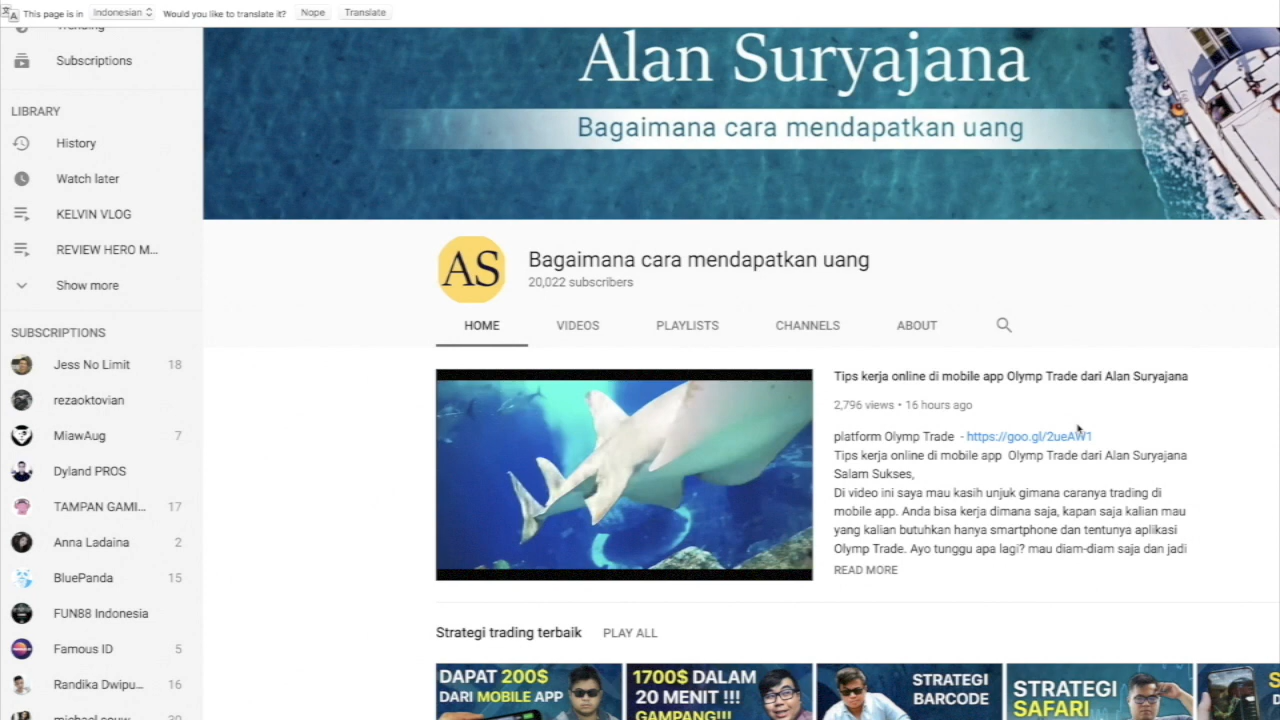 This page is in Indonesian Would you like to translate it? Nope Translate
Trending
Subscriptions
LIBRARY
History
Watch later
KELVIN VLOG
REVIEW HERO M...
Show more
SUBSCRIPTIONS
Jess No Limit 18
rezaoktovian
MiawAug 7
Dyland PROS
TAMPAN GAMI... 17
Anna Ladaina 2
BluePanda 15
FUN88 Indonesia
Famous ID 5
Randika Dwipu... 16
Alan Suryajana
Bagaimana cara mendapatkan uang
AS
Bagaimana cara mendapatkan uang
20,022 subscribers
HOME VIDEOS PLAYLISTS CHANNELS ABOUT
Tips kerja online di mobile app Olymp Trade dari Alan Suryajana
2,796 views • 16 hours ago
platform Olymp Trade - https://goo.gl/2ueAW1
Tips kerja online di mobile app Olymp Trade dari Alan Suryajana
Salam Sukses,
Di video ini saya mau kasih unjuk gimana caranya trading di
mobile app. Anda bisa kerja dimana saja, kapan saja kalian mau
yang kalian butuhkan hanya smartphone dan tentunya aplikasi
Olymp Trade. Ayo tunggu apa lagi? mau diam-diam saja dan jadi
READ MORE
Strategi trading terbaik PLAY ALL
DAPAT 200$
DARI MOBILE APP
1700$ DALAM
20 MENIT !!!
GAMPANG!!!
STRATEGI
BARCODE
STRATEGI
SAFARI